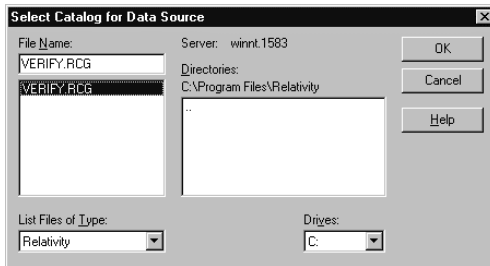 Select Catalog for Data Source
File Name:
VERIFY.RCG
VERIFY.RCG
Server: winnt.1583
Directories:
C:\Program Files\Relativity
..
OK
Cancel
Help
List Files of Type:
Relativity
Drives:
C: